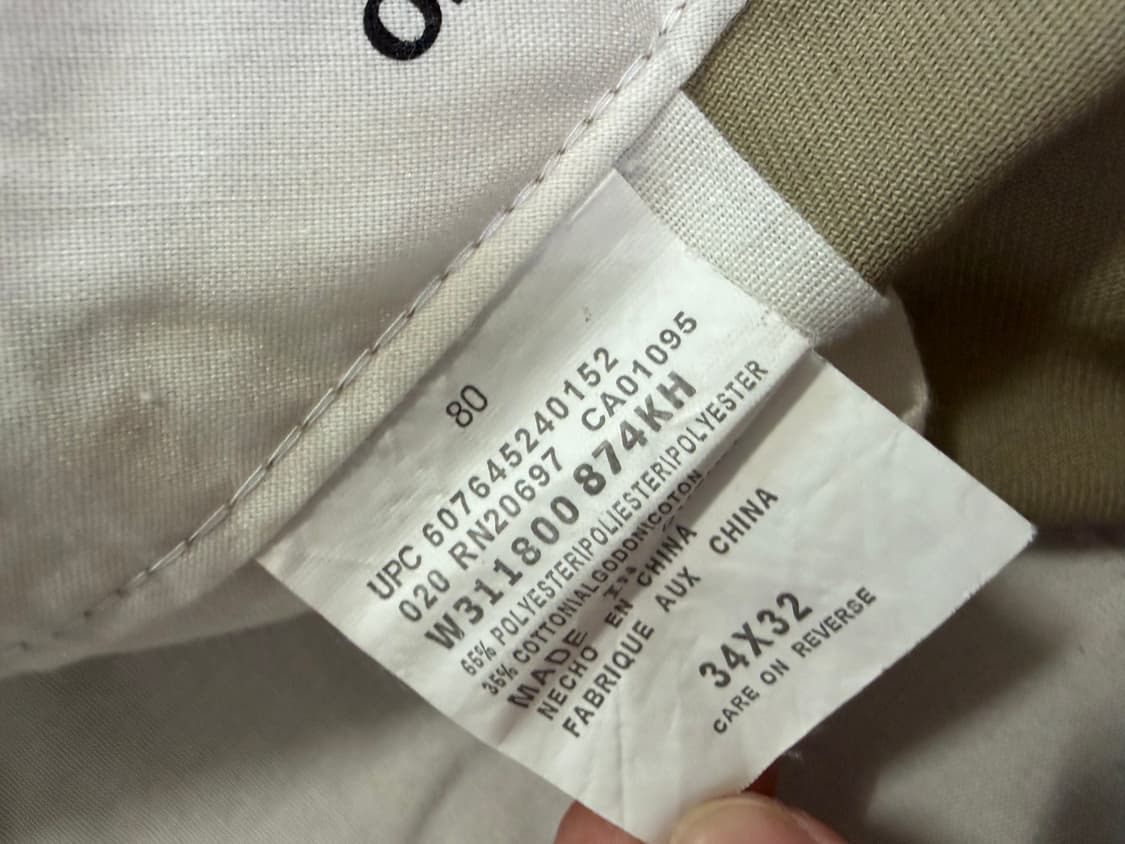 80
UPC 607645240152
020 RN20697 CA01095
W311800 874KH
65% POLYESTER|POLIESTER|POLYESTER
35% COTTON|ALGODON|COTON
MADE IN CHINA
NECHO EN CHINA
FABRIQUE AUX CHINA
34X32
CARE ON REVERSE